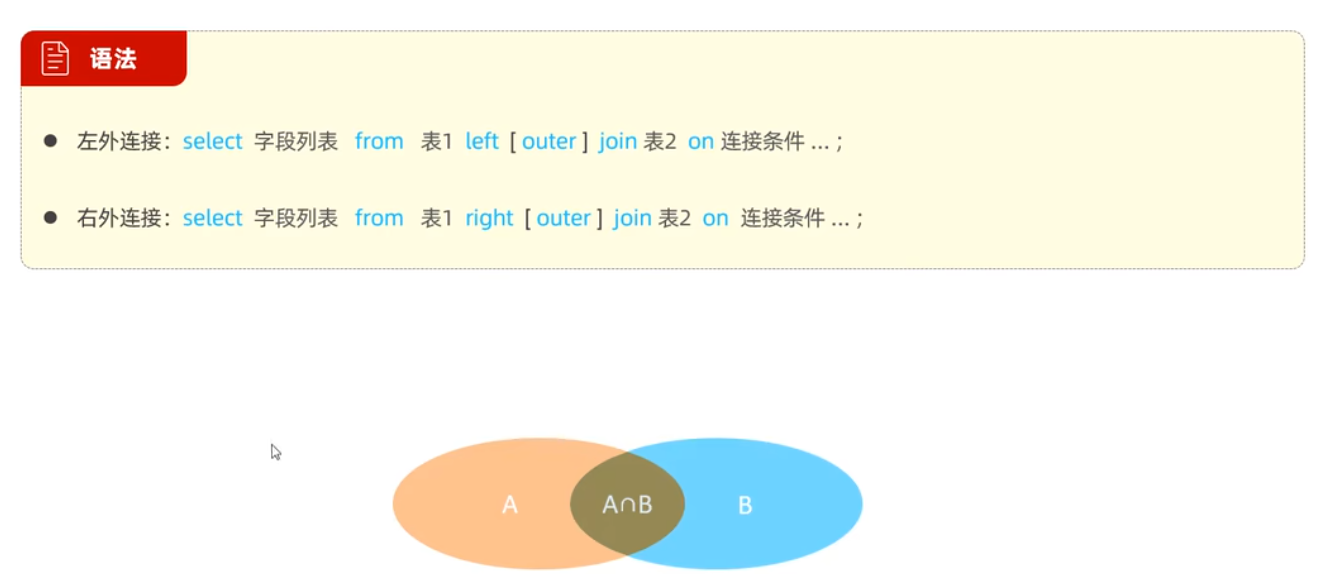 语法
左外连接：select 字段列表 from 表1 left [ outer ] join 表2 on 连接条件 ... ;
右外连接：select 字段列表 from 表1 right [ outer ] join 表2 on 连接条件 ... ;
A A∩B B